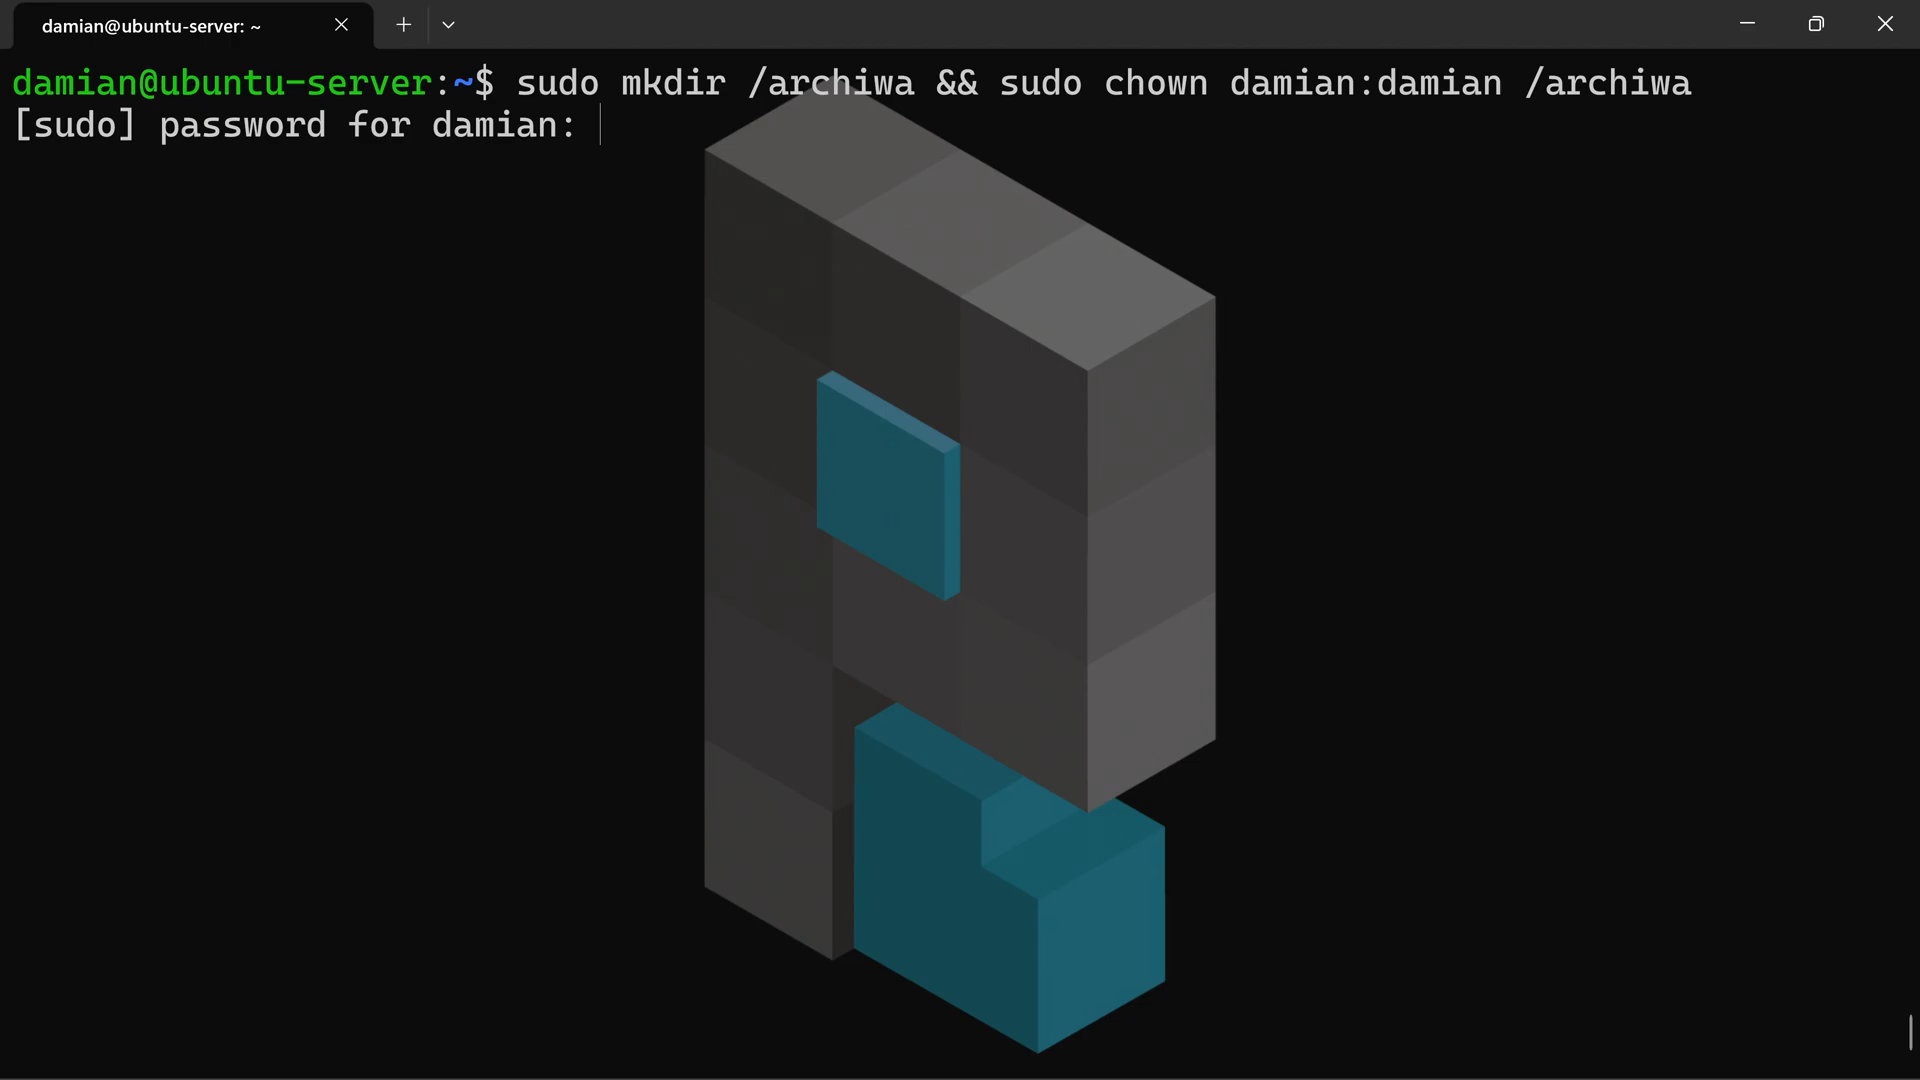 damian@ubuntu-server: ~
damian@ubuntu-server:~$ sudo mkdir /archiwa && sudo chown damian:damian /archiwa
[sudo] password for damian: